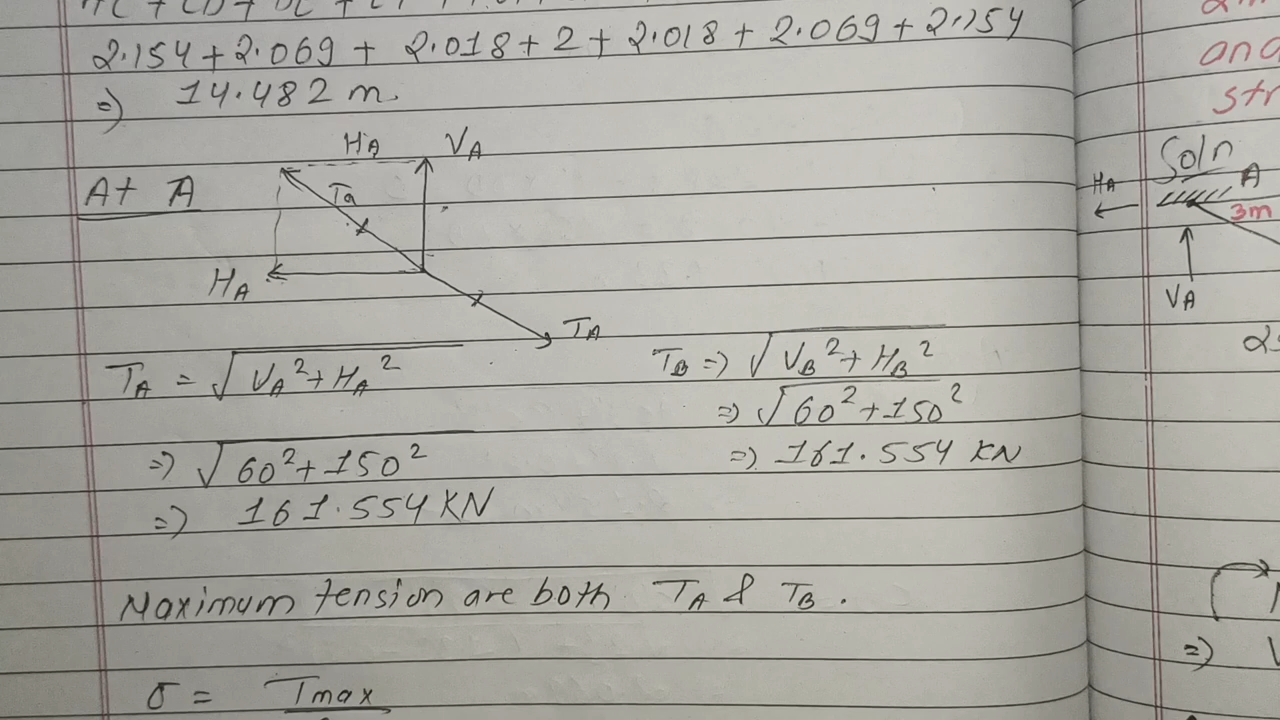 2.154 + 2.069 + 2.018 + 2 + 2.018 + 2.069 + 2.154
=) 14.482 m
HA VA
At A
Ta
HA
TA
TA = √VA² + HA²
=) √60² + 150²
=) 161.554 KN
TB =) √VB² + HB²
=) √60² + 150²
=) 161.554 KN
Maximum tension are both TA & TB.
σ = Tmax
and
Soln
HA
A
3m
VA
=)